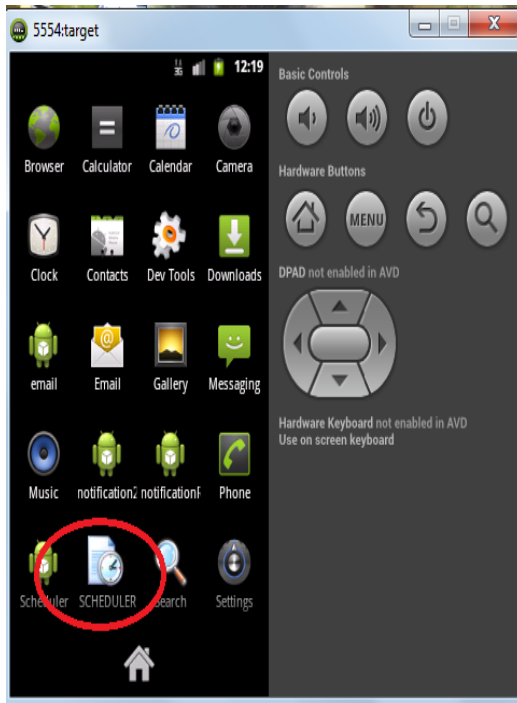 5554:target
3G 12:19
Basic Controls
Browser Calculator Calendar Camera
Hardware Buttons
MENU
Clock Contacts Dev Tools Downloads
DPAD not enabled in AVD
email Email Gallery Messaging
Hardware Keyboard not enabled in AVD
Use on screen keyboard
Music notification2 notificationF Phone
Scheduler SCHEDULER Search Settings